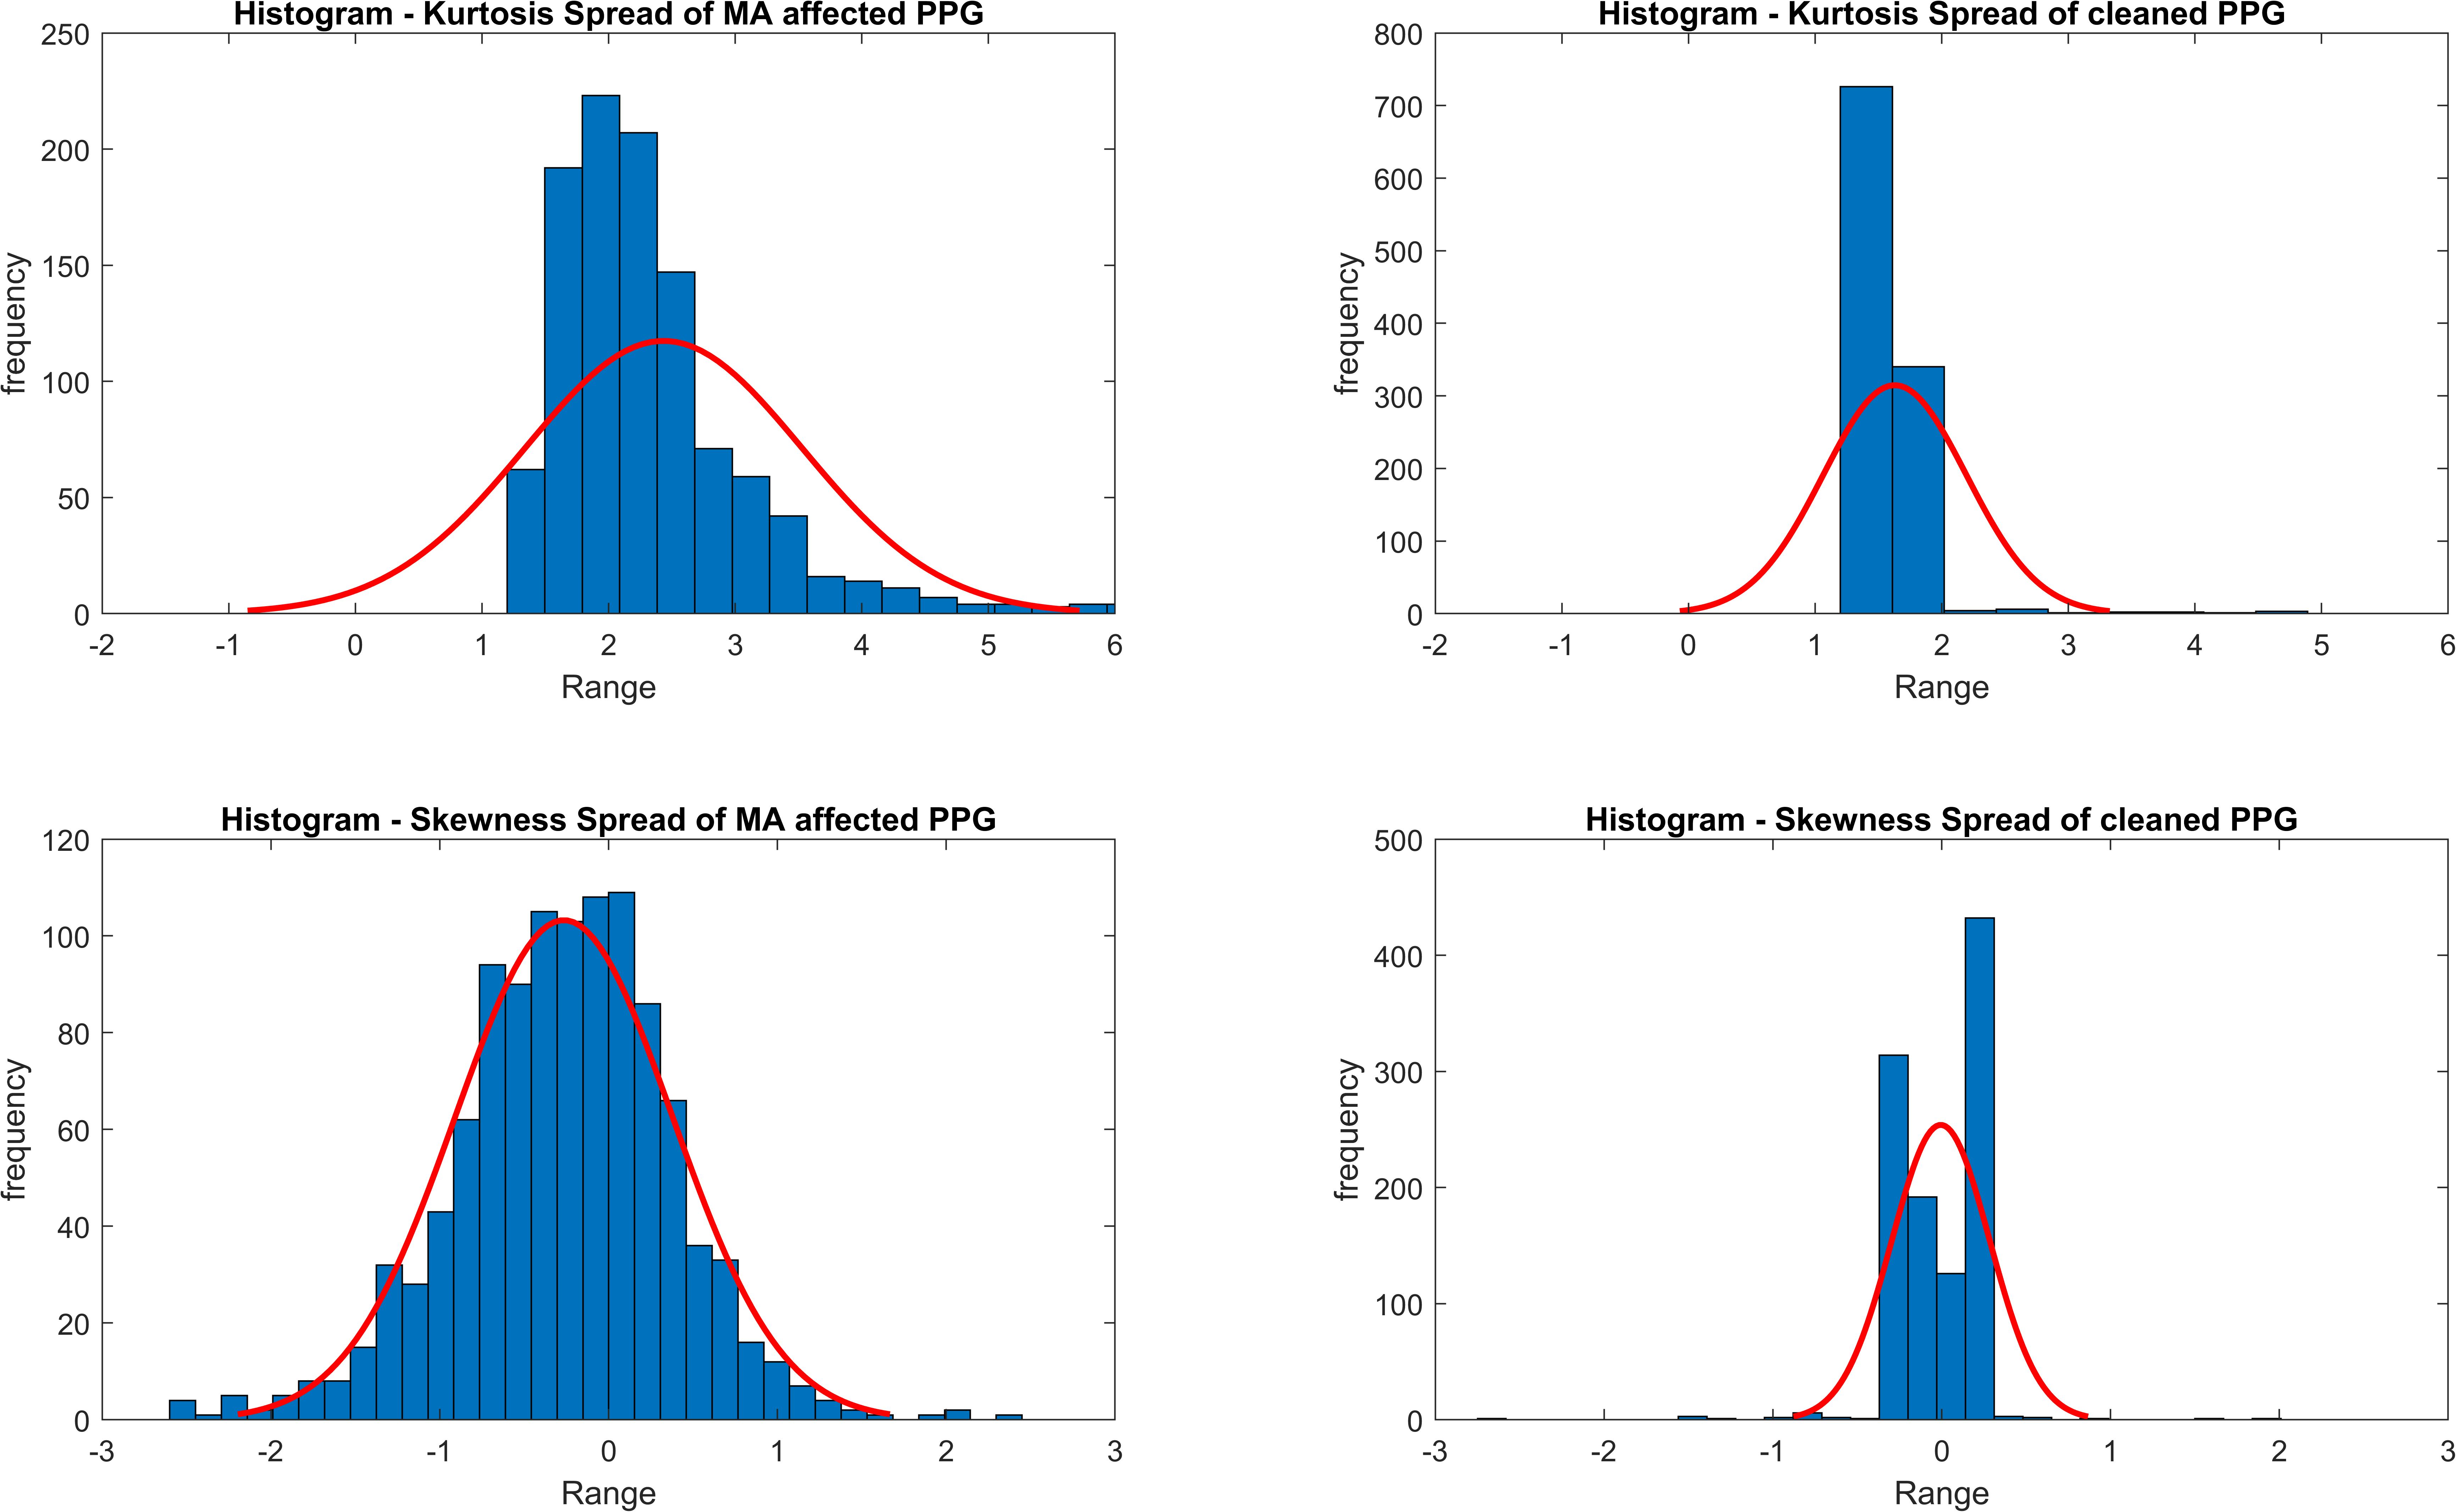 Histogram - Kurtosis Spread of MA affected PPG
250
200
150
100
50
0
frequency
-2 -1 0 1 2 3 4 5 6
Range
Histogram - Kurtosis Spread of cleaned PPG
800
700
600
500
400
300
200
100
0
frequency
-2 -1 0 1 2 3 4 5 6
Range
Histogram - Skewness Spread of MA affected PPG
120
100
80
60
40
20
0
frequency
-3 -2 -1 0 1 2 3
Range
Histogram - Skewness Spread of cleaned PPG
500
400
300
200
100
0
frequency
-3 -2 -1 0 1 2 3
Range